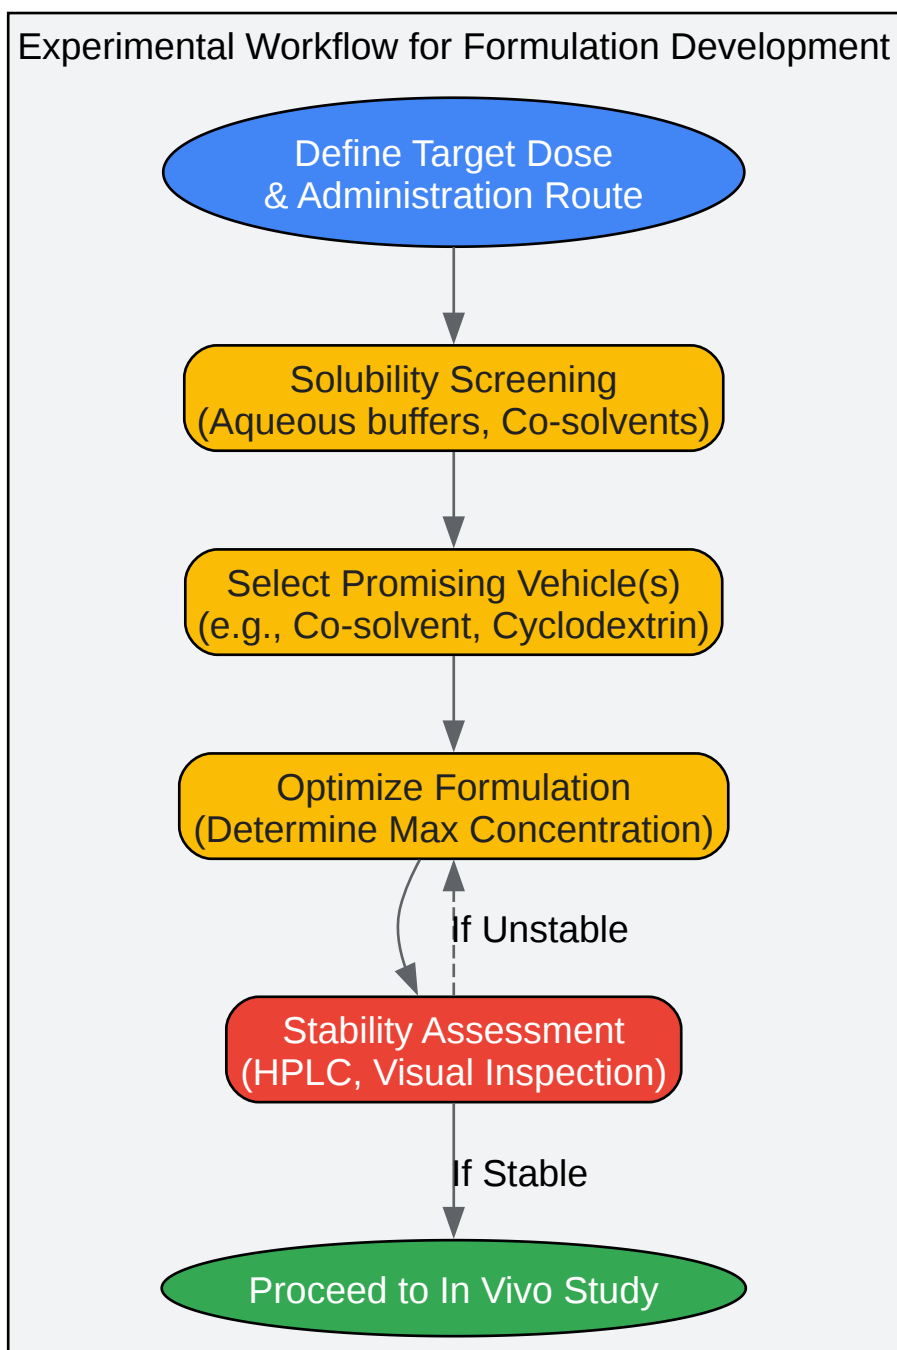 Experimental Workflow for Formulation Development
Define Target Dose
& Administration Route
Solubility Screening
(Aqueous buffers, Co-solvents)
Select Promising Vehicle(s)
(e.g., Co-solvent, Cyclodextrin)
Optimize Formulation
(Determine Max Concentration)
If Unstable
Stability Assessment
(HPLC, Visual Inspection)
If Stable
Proceed to In Vivo Study